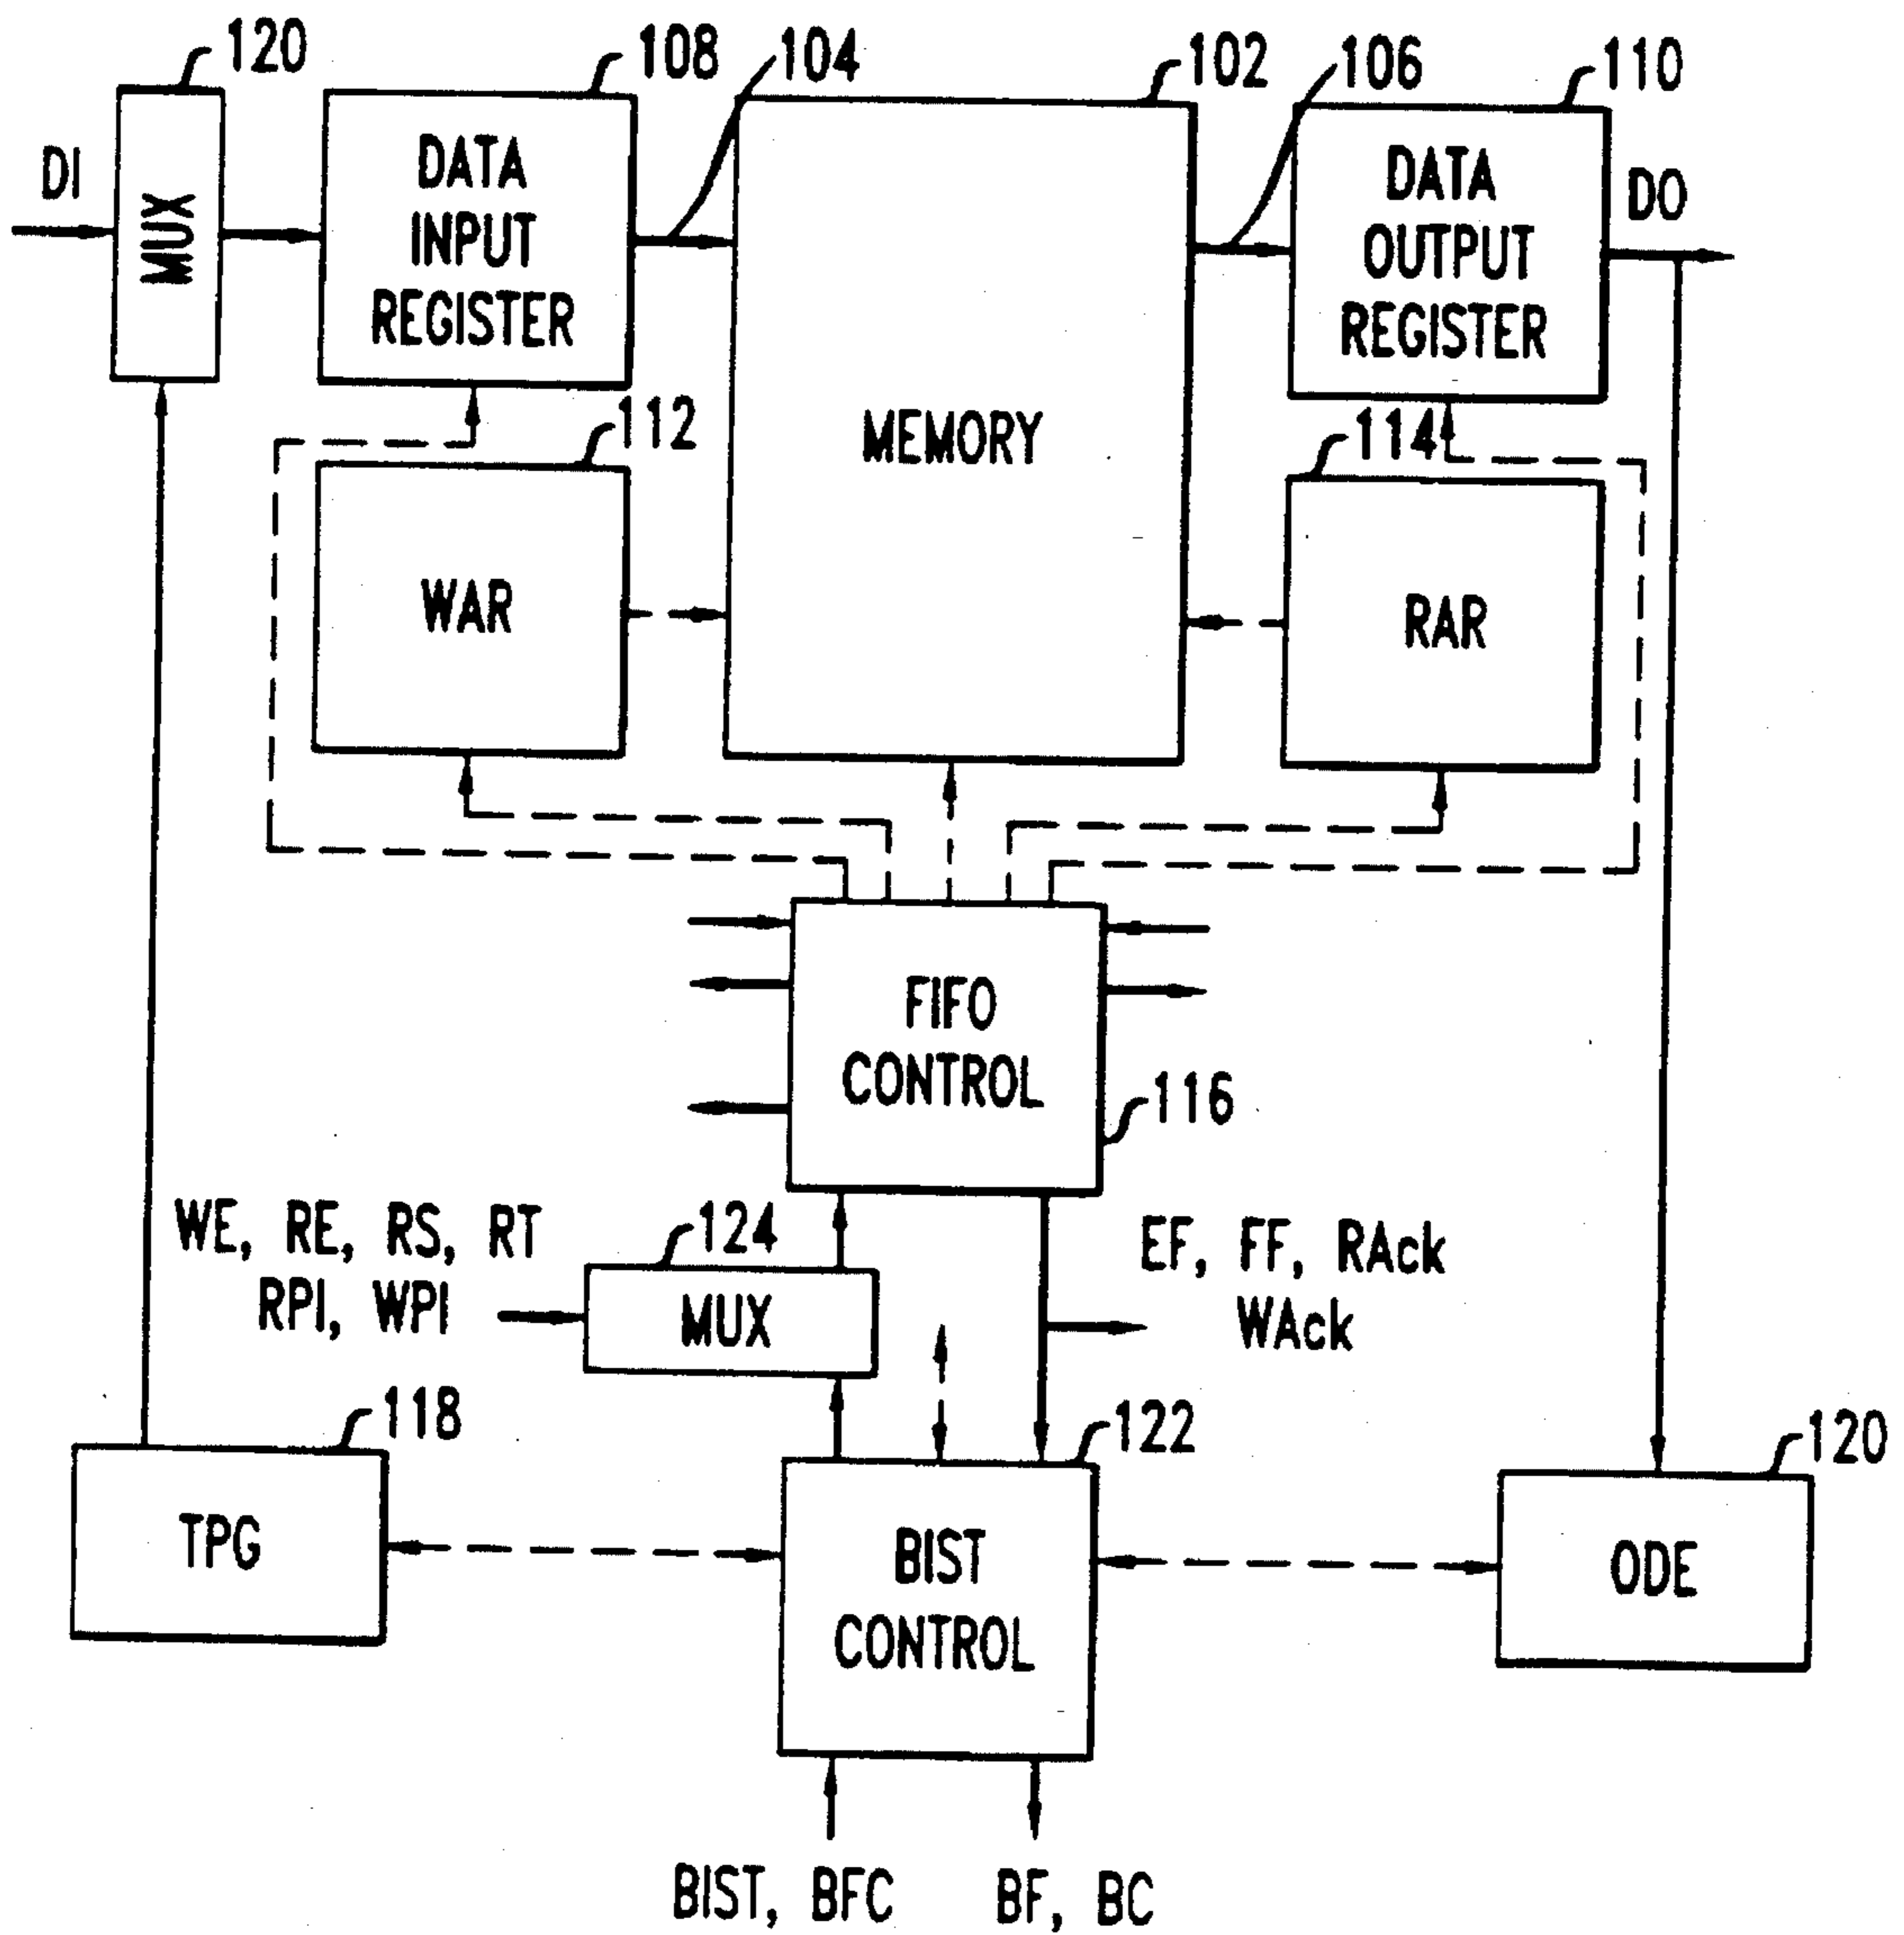 120
108
104
102
106
110
DI
MUX
DATA
INPUT
REGISTER
MEMORY
DATA
OUTPUT
REGISTER
DO
112
114
WAR
RAR
FIFO
CONTROL
116
WE, RE, RS, RT
RPI, WPI
124
MUX
EF, FF, RAck
WAck
118
122
120
TPG
BIST
CONTROL
ODE
BIST, BFC
BF, BC